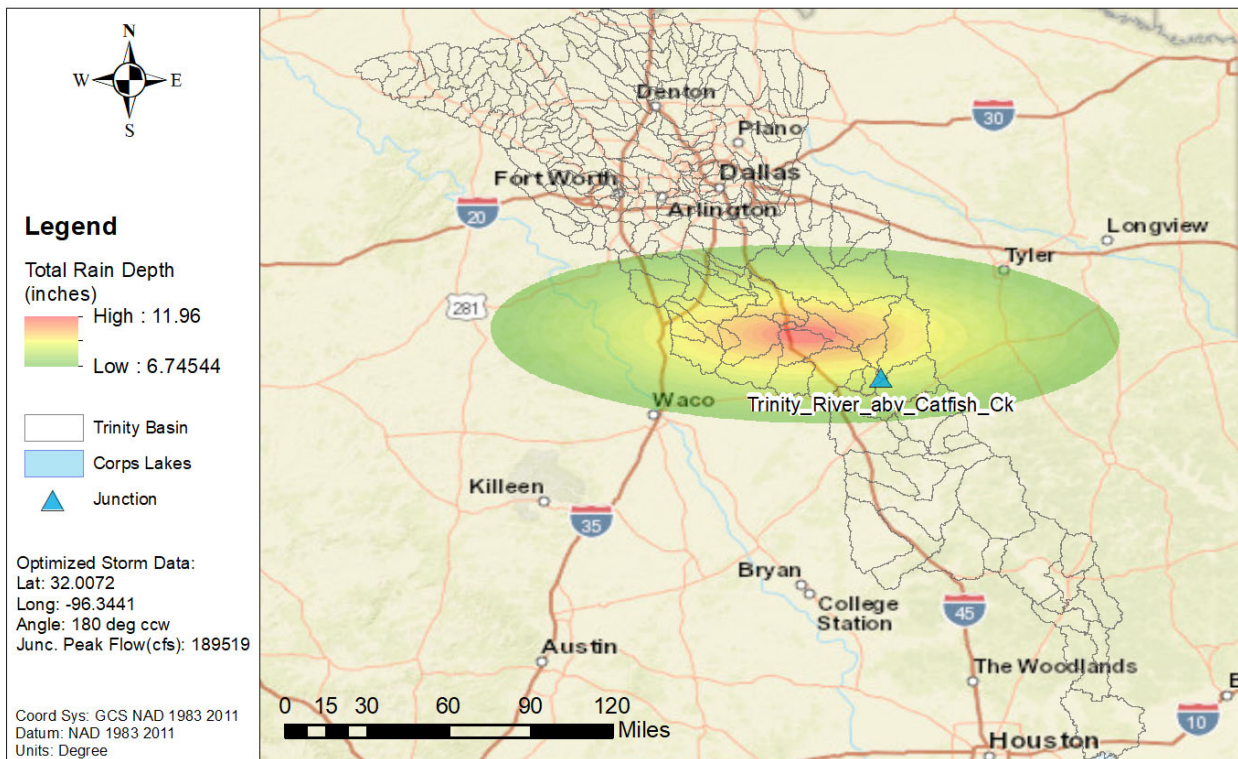 N
W E
S
Legend
Total Rain Depth
(inches)
High : 11.96
Low : 6.74544
Trinity Basin
Corps Lakes
Junction
Optimized Storm Data:
Lat: 32.0072
Long: -96.3441
Angle: 180 deg ccw
Junc. Peak Flow(cfs): 189519
Coord Sys: GCS NAD 1983 2011
Datum: NAD 1983 2011
Units: Degree
Denton
30
Plano
Fort Worth
Dallas
20
Arlington
Longview
Tyler
281
Trinity_River_abv_Catfish_Ck
Waco
Killeen
35
Bryan
College
Station
45
Austin
The Woodlands
0 15 30 60 90 120
Miles
10
Houston